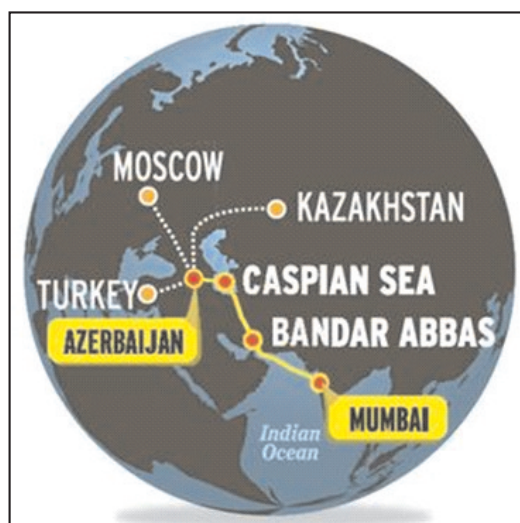 MOSCOW
KAZAKHSTAN
CASPIAN SEA
TURKEY
AZERBAIJAN
BANDAR ABBAS
MUMBAI
Indian
Ocean